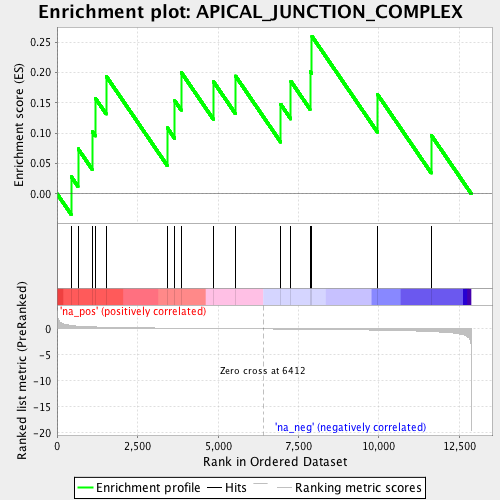 Enrichment plot: APICAL_JUNCTION_COMPLEX
Enrichment score (ES)
0.25
0.20
0.15
0.10
0.05
0.00
'na_pos' (positively correlated)
Ranked list metric (PreRanked)
0
-5
-10
-15
-20
Zero cross at 6412
'na_neg' (negatively correlated)
0
2,500
5,000
7,500
10,000
12,500
Rank in Ordered Dataset
Enrichment profile
Hits
Ranking metric scores